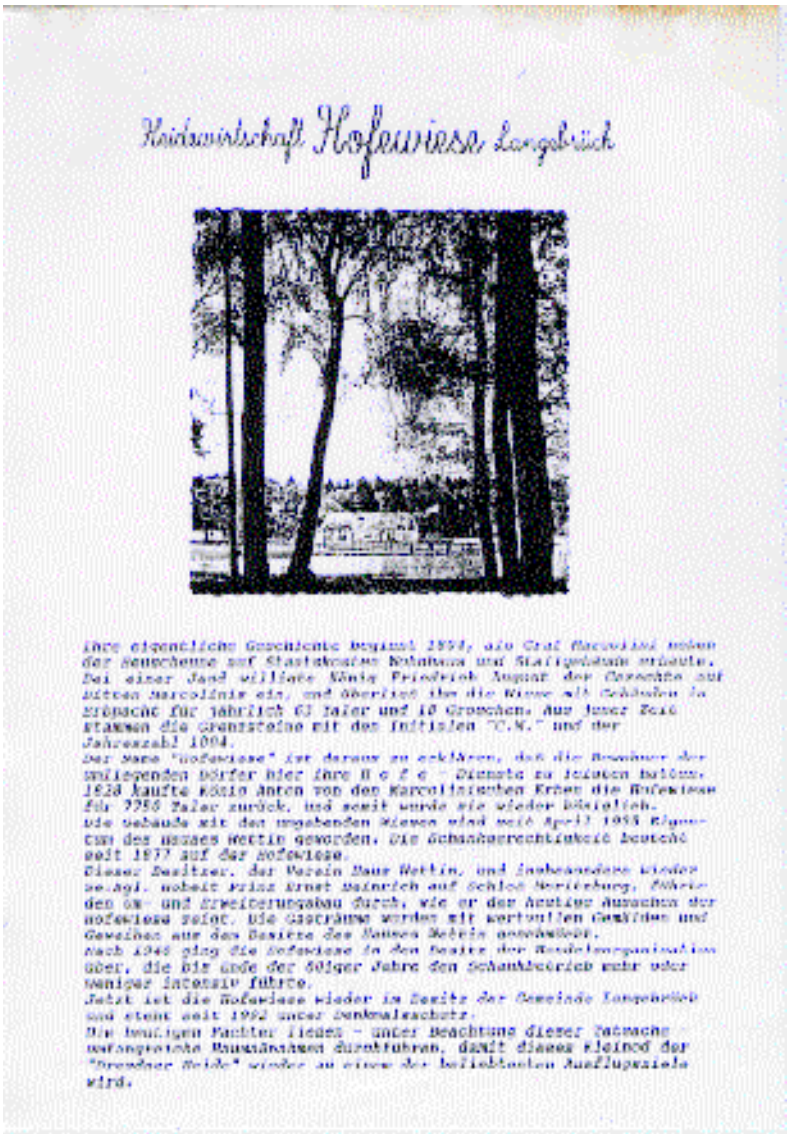 Heidewirtschaft Hofewiese Langebrück
Ihre eigentliche Geschichte beginnt als Graf Marcolini neben
der Heuscheune auf Staatskosten Wohnhaus und Stallgebäude erbaute.
Bei einer Jagd willigte König Friedrich August der Gerechte auf
Bitten Marcolinis ein, und überließ ihm die Wiese mit Gebäuden in
Erbpacht für jährlich 63 Taler und 10 Groschen. Aus jener Zeit
stammen die Grenzsteine mit den Initialen "C.M." und der
Jahreszahl
Der Name "Hofewiese" ist daraus zu erklären, daß die Bewohner der
umliegenden Dörfer hier ihre H o f e - Dienste zu leisten hatten.
1828 kaufte König Anton von den Marcolinischen Erben die Hofewiese
für 7750 Taler zurück, und somit wurde sie wieder königlich.
Die Gebäude mit den umgebenden Wiesen sind seit April Eigen-
tum des Hauses Wettin geworden. Die Schankgerechtigkeit besteht
seit 1877 auf der Hofewiese.
Dieser Besitzer, der Verein Haus Wettin, und insbesondere wieder
Hoheit Prinz Ernst Heinrich auf Schloß Moritzburg, führte
den Um- und Erweiterungsbau durch, wie er das heutige Aussehen der
Hofewiese zeigt. Die Gasträume wurden mit wertvollen Gemälden und
Geweihen aus dem Besitze des Hauses Wettin geschmückt.
Nach ging die Hofewiese in den Besitz der Handelsorganisation
über, die bis Ende der 80iger Jahre den Schankbetrieb mehr oder
weniger intensiv führte.
Jetzt ist die Hofewiese wieder im Besitz der Gemeinde Langebrück
und steht seit 1992 unter Denkmalsschutz.
Die heutigen Pächter ließen - unter Beachtung dieser Tatsache -
umfangreiche Baumaßnahmen durchführen, damit dieses Kleinod der
"Dresdner Heide" wieder zu einem der beliebtesten Ausflugsziele
wird.